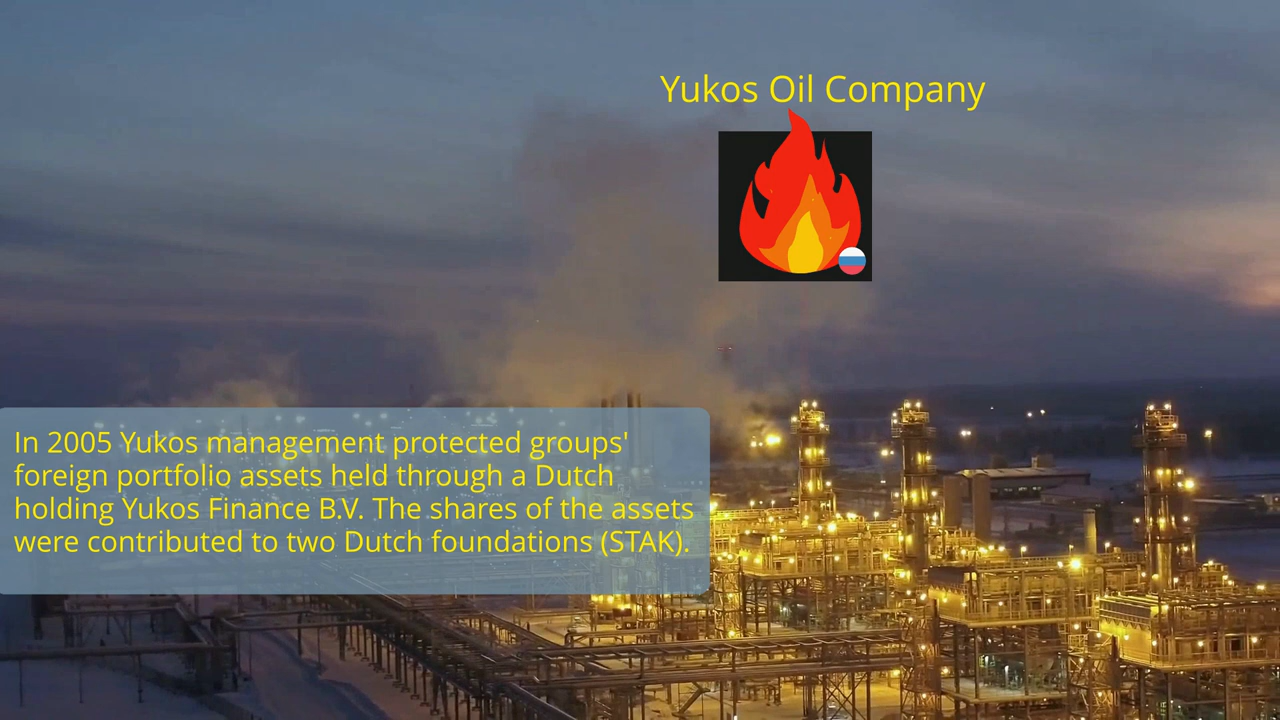 Yukos Oil Company
In 2005 Yukos management protected groups'
foreign portfolio assets held through a Dutch
holding Yukos Finance B.V. The shares of the assets
were contributed to two Dutch foundations (STAK).